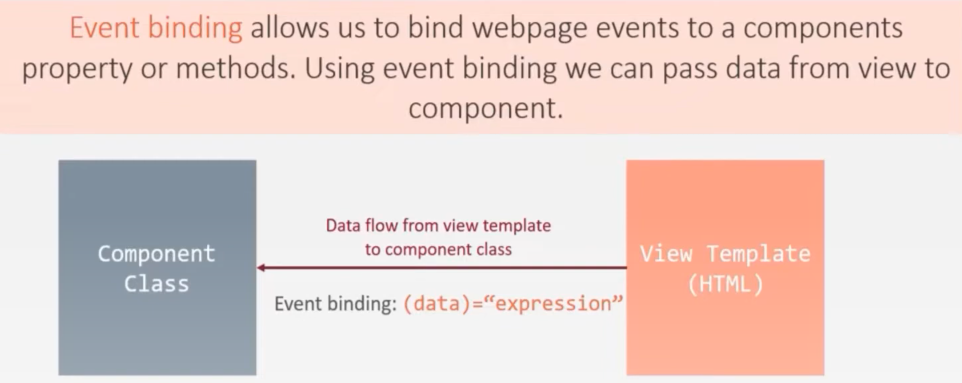 Event binding allows us to bind webpage events to a components
property or methods. Using event binding we can pass data from view to
component.
Component
Class
Data flow from view template
to component class
Event binding: (data)=“expression”
View Template
(HTML)